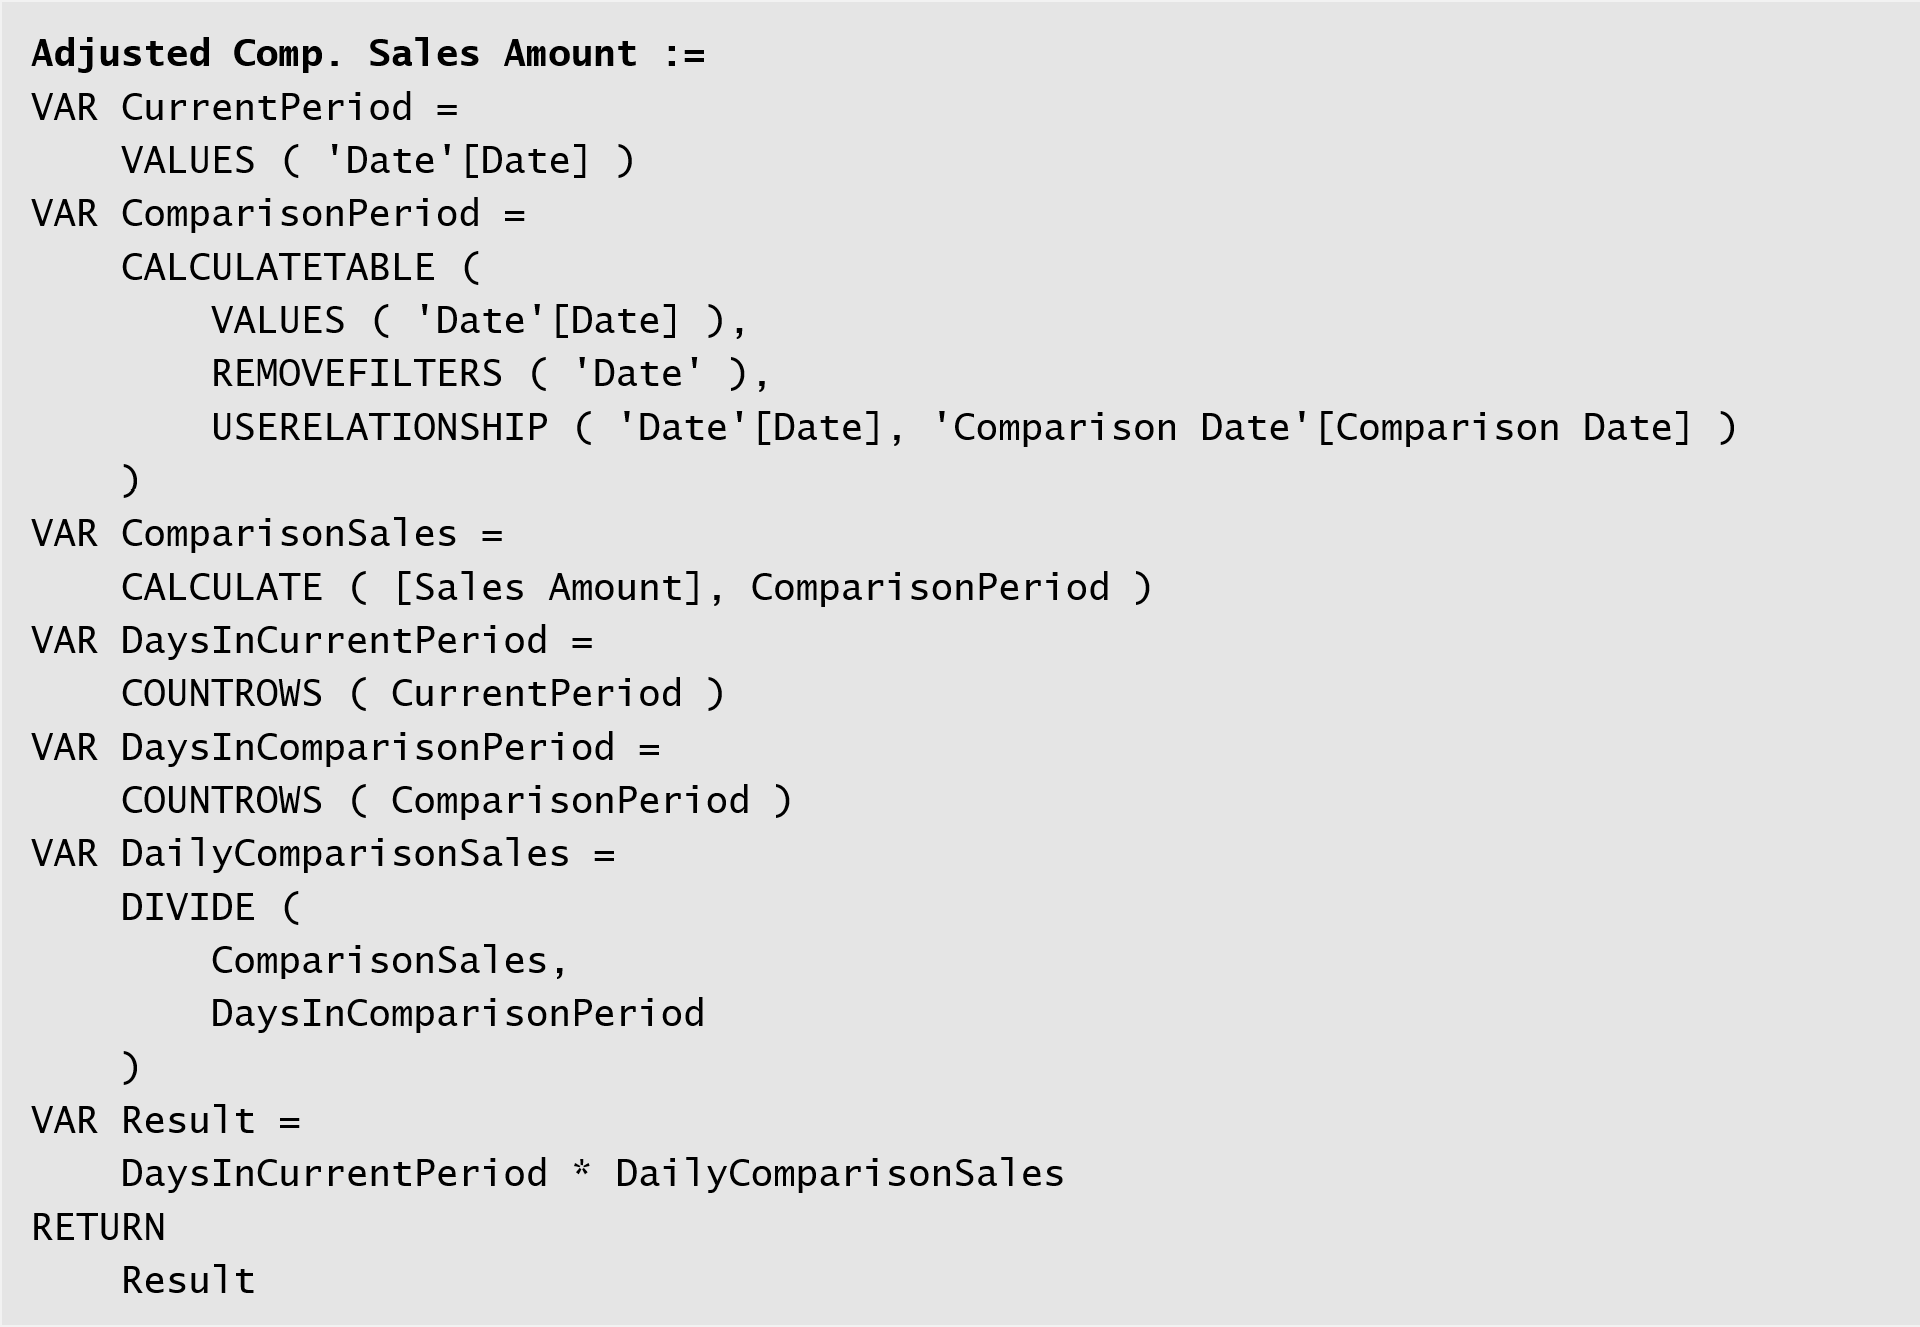 Adjusted Comp. Sales Amount :=
VAR CurrentPeriod =
    VALUES ( 'Date'[Date] )
VAR ComparisonPeriod =
    CALCULATETABLE (
        VALUES ( 'Date'[Date] ),
        REMOVEFILTERS ( 'Date' ),
        USERELATIONSHIP ( 'Date'[Date], 'Comparison Date'[Comparison Date] )
    )
VAR ComparisonSales =
    CALCULATE ( [Sales Amount], ComparisonPeriod )
VAR DaysInCurrentPeriod =
    COUNTROWS ( CurrentPeriod )
VAR DaysInComparisonPeriod =
    COUNTROWS ( ComparisonPeriod )
VAR DailyComparisonSales =
    DIVIDE (
        ComparisonSales,
        DaysInComparisonPeriod
    )
VAR Result =
    DaysInCurrentPeriod * DailyComparisonSales
RETURN
    Result